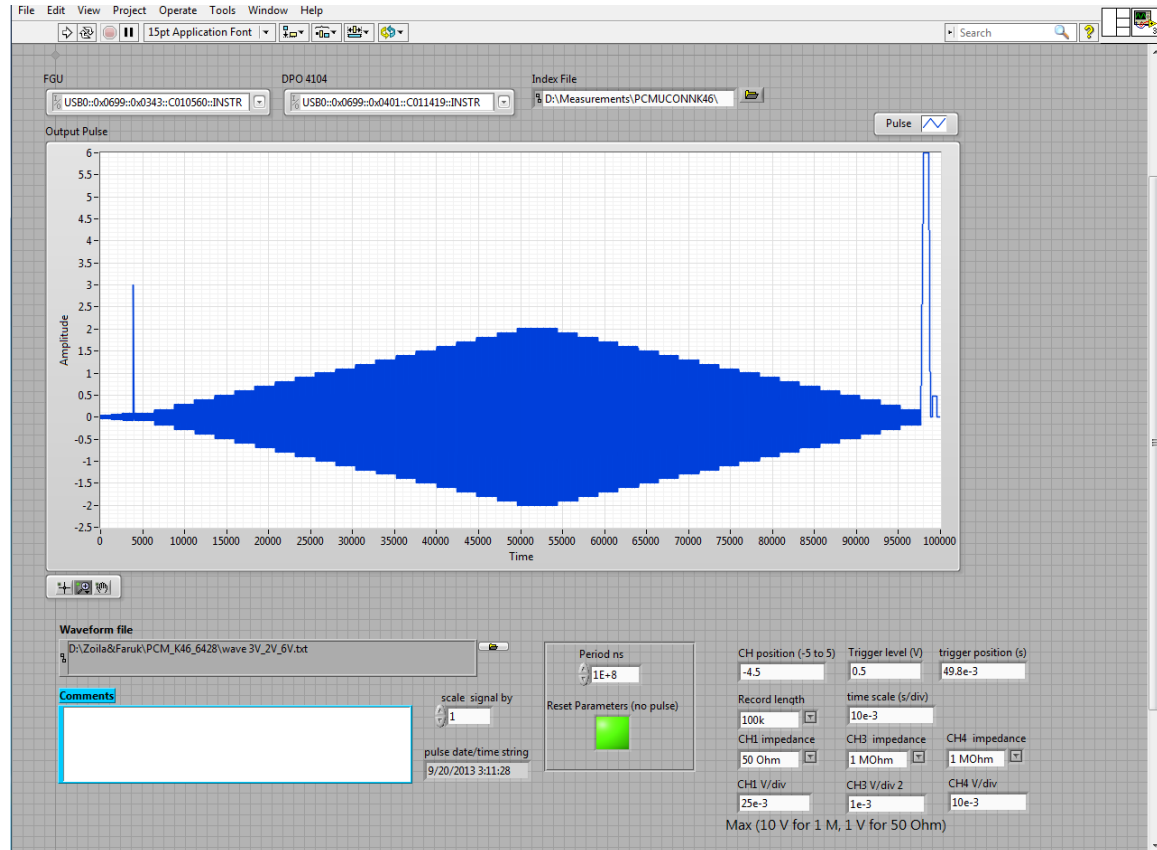 File Edit View Project Operate Tools Window Help
15pt Application Font
Search
FGU
DPO 4104
Index File
USB0::0x0699::0x0343::C010560::INSTR
USB0::0x0699::0x0401::C011419::INSTR
D:\Measurements\PCMUCONNK46\
Output Pulse
Pulse
6
5.5
5
4.5
4
3.5
3
2.5
2
1.5
1
0.5
0
-0.5
-1
-1.5
-2
-2.5
Amplitude
0 5000 10000 15000 20000 25000 30000 35000 40000 45000 50000 55000 60000 65000 70000 75000 80000 85000 90000 95000 100000
Time
Waveform file
D:\Zoila&Faruk\PCM_K46_6428\wave 3V_2V_6V.txt
Comments
scale signal by
1
pulse date/time string
9/20/2013 3:11:28
Period ns
1E+8
Reset Parameters (no pulse)
CH position (-5 to 5) Trigger level (V) trigger position (s)
-4.5 0.5 49.8e-3
Record length time scale (s/div)
100k 10e-3
CH1 impedance CH3 impedance CH4 impedance
50 Ohm 1 MOhm 1 MOhm
CH1 V/div CH3 V/div 2 CH4 V/div
25e-3 1e-3 10e-3
Max (10 V for 1 M, 1 V for 50 Ohm)